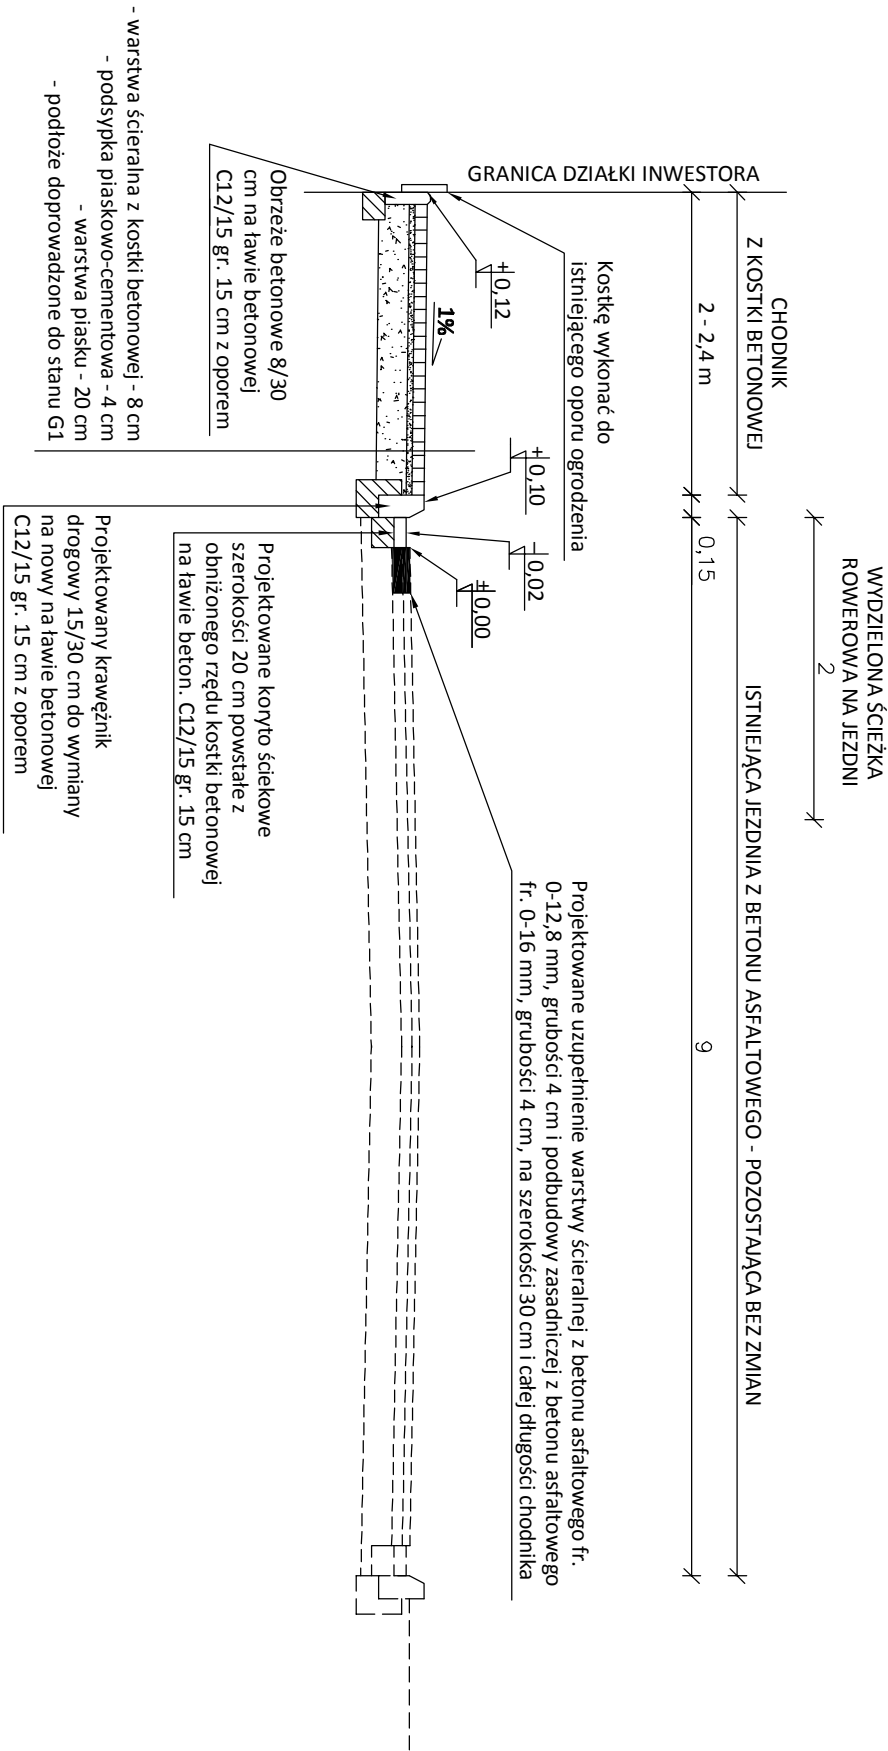 WYDZIELONA ŚCIEŻKA
ROWEROWA NA JEZDNI
2
CHODNIK
Z KOSTKI BETONOWEJ
ISTNIEJĄCA JEZDNIA Z BETONU ASFALTOWEGO - POZOSTAJĄCA BEZ ZMIAN
2 - 2,4 m
0,15
9
GRANICA DZIAŁKI INWESTORA
Kostkę wykonać do
istniejącego oporu ogrodzenia
+0,12
+0,10
-0,02
±0,00
1%
Projektowane uzupełnienie warstwy ścieralnej z betonu asfaltowego fr.
0-12,8 mm, grubości 4 cm i podbudowy zasadniczej z betonu asfaltowego
fr. 0-16 mm, grubości 4 cm, na szerokości 30 cm i całej długości chodnika
Obrzeże betonowe 8/30
cm na ławie betonowej
C12/15 gr. 15 cm z oporem
Projektowane koryto ściekowe
szerokości 20 cm powstałe z
obniżonego rzędu kostki betonowej
na ławie beton. C12/15 gr. 15 cm
- warstwa ścieralna z kostki betonowej - 8 cm
- podsypka piaskowo-cementowa - 4 cm
- warstwa piasku - 20 cm
- podłoże doprowadzone do stanu G1
Projektowany krawężnik
drogowy 15/30 cm do wymiany
na nowy na ławie betonowej
C12/15 gr. 15 cm z oporem